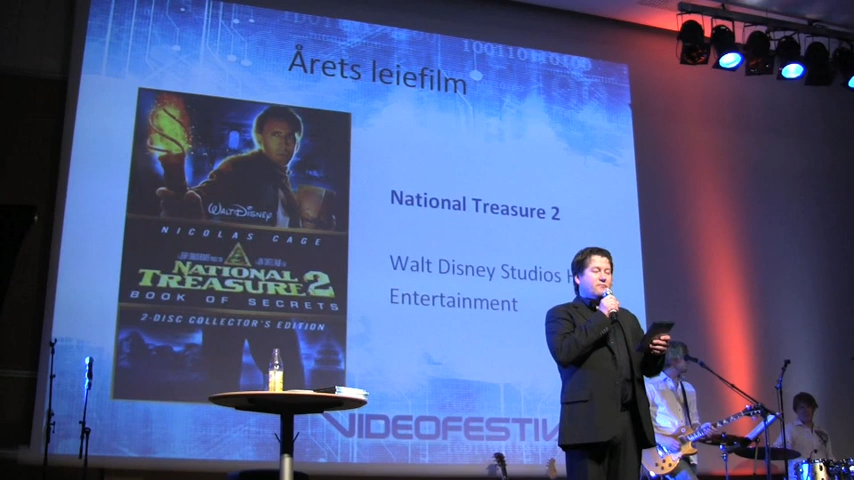 1001101101100
Årets leiefilm
WALT DISNEY
NICOLAS CAGE
NATIONAL
TREASURE 2
BOOK OF SECRETS
2-DISC COLLECTOR'S EDITION
National Treasure 2
Walt Disney Studios H
Entertainment
VIDEOFESTIV